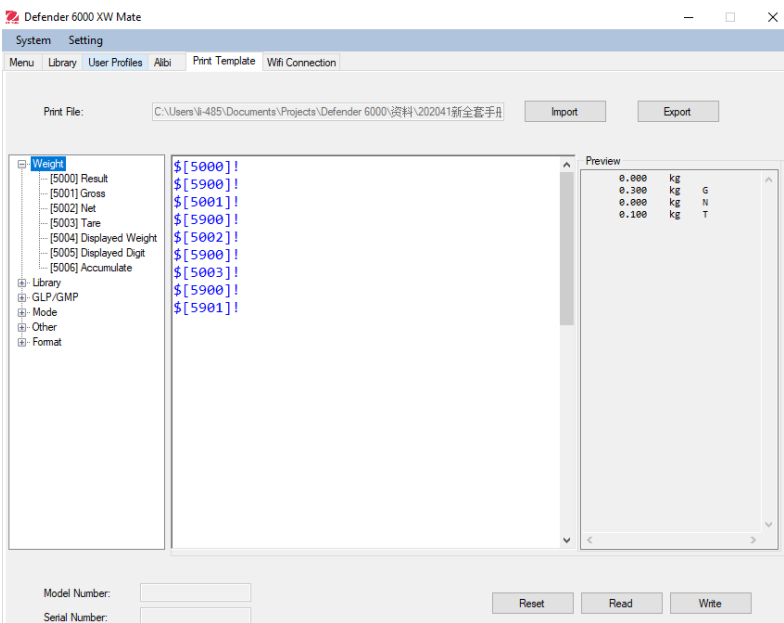 Defender 6000 XW Mate
System Setting
Menu Library User Profiles Alibi Print Template Wifi Connection
Print File: C:\Users\li-485\Documents\Projects\Defender 6000\资料\202041新全套手册 Import Export
Weight
[5000] Result
[5001] Gross
[5002] Net
[5003] Tare
[5004] Displayed Weight
[5005] Displayed Digit
[5006] Accumulate
Library
GLP/GMP
Mode
Other
Format
$[5000]!
$[5900]!
$[5001]!
$[5900]!
$[5002]!
$[5900]!
$[5003]!
$[5900]!
$[5901]!
Preview
0.000 kg
0.300 kg G
0.000 kg N
0.100 kg T
Model Number:
Serial Number:
Reset Read Write